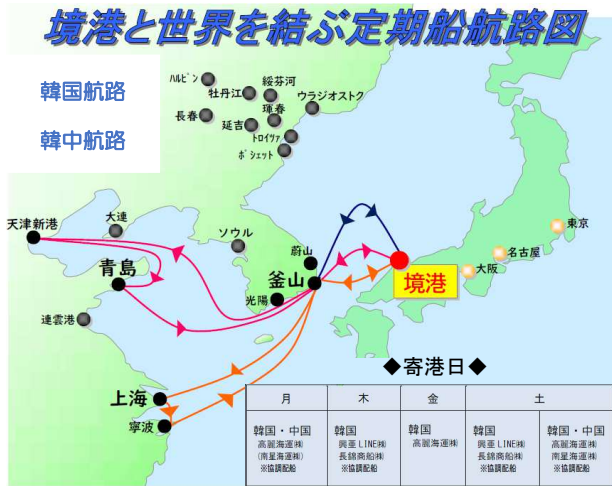 境港と世界を結ぶ定期船航路図
韓国航路
韓中航路
ﾊﾙﾋﾟﾝ
牡丹江
綏芬河
ウラジオストク
長春
延吉
琿春
ﾄﾛｲﾂｧ
ﾎﾟｼｪｯﾄ
天津新港
大連
ソウル
蔚山
東京
青島
釜山
名古屋
光陽
境港
大阪
連雲港
上海
寧波
◆寄港日◆
月 木 金 土
韓国・中国
高麗海運㈱
(南星海運㈱)
※協調配船
韓国
興亜LINE㈱
長錦商船㈱
※協調配船
韓国
高麗海運㈱
韓国
興亜LINE㈱
長錦商船㈱
※協調配船
韓国・中国
高麗海運㈱
南星海運㈱
※協調配船